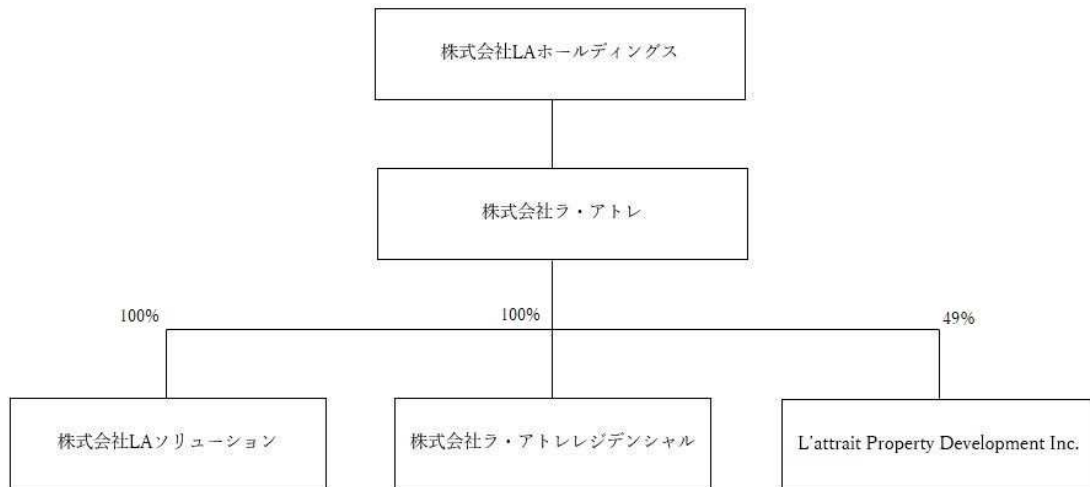 株式会社LAホールディングス
株式会社ラ・アトレ
100%
100%
49%
株式会社LAソリューション
株式会社ラ・アトレレジデンシャル
L'attrait Property Development Inc.